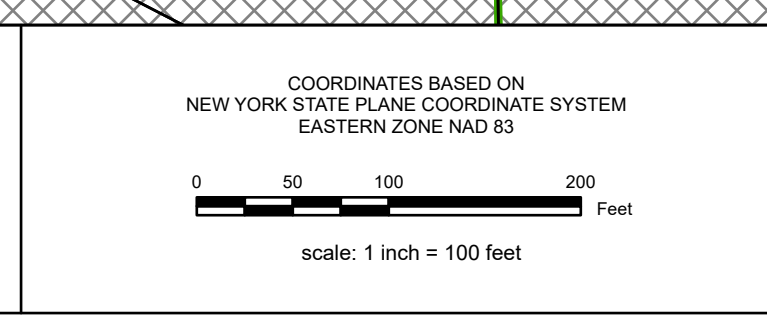 COORDINATES BASED ON
NEW YORK STATE PLANE COORDINATE SYSTEM
EASTERN ZONE NAD 83
0 50 100 200
Feet
scale: 1 inch = 100 feet